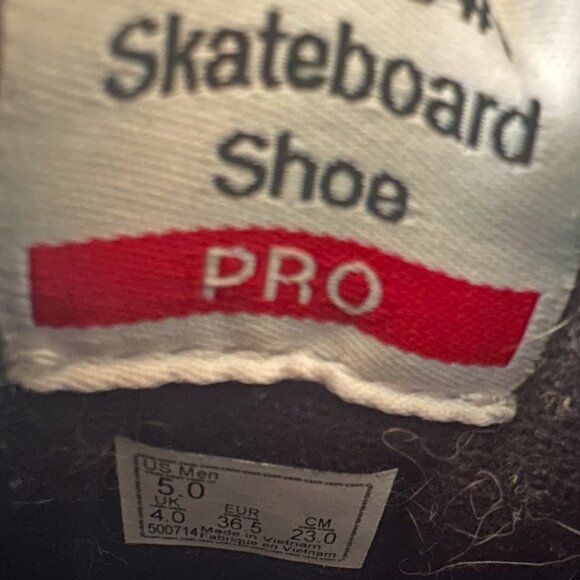 Skateboard
Shoe
PRO
US Men
5.0
UK EUR CM
4.0 36.5 23.0
500714 Made in Vietnam
Fabrique en Vietnam